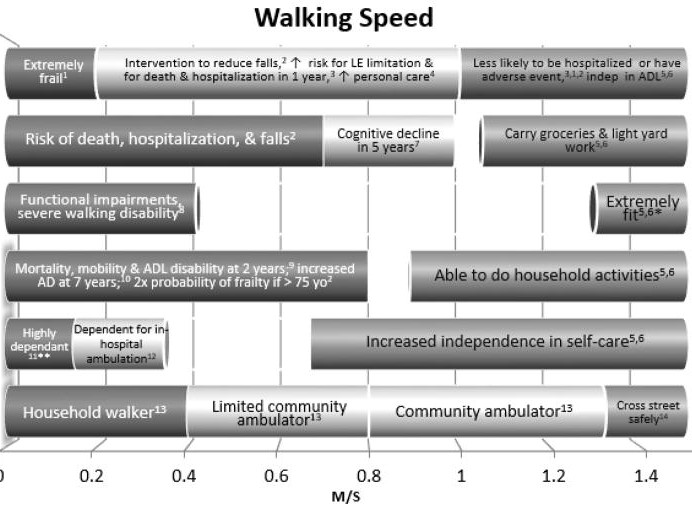 Walking Speed
Extremely
frail¹
Intervention to reduce falls,² ↑ risk for LE limitation &
for death & hospitalization in 1 year,³ ↑ personal care⁴
Less likely to be hospitalized or have
adverse event,³,¹,² indep in ADL⁵,⁶
Risk of death, hospitalization, & falls²
Cognitive decline
in 5 years⁷
Carry groceries & light yard
work⁵,⁶
Functional impairments,
severe walking disability⁸
Extremely
fit⁵,⁶*
Mortality, mobility & ADL disability at 2 years;⁹ increased
AD at 7 years;¹⁰ 2x probability of frailty if > 75 yo²
Able to do household activities⁵,⁶
Highly
dependant
¹¹**
Dependent for in-
hospital
ambulation¹²
Increased independence in self-care⁵,⁶
Household walker¹³
Limited community
ambulator¹³
Community ambulator¹³
Cross street
safely¹⁴
0 0.2 0.4 0.6 0.8 1 1.2 1.4
M/S